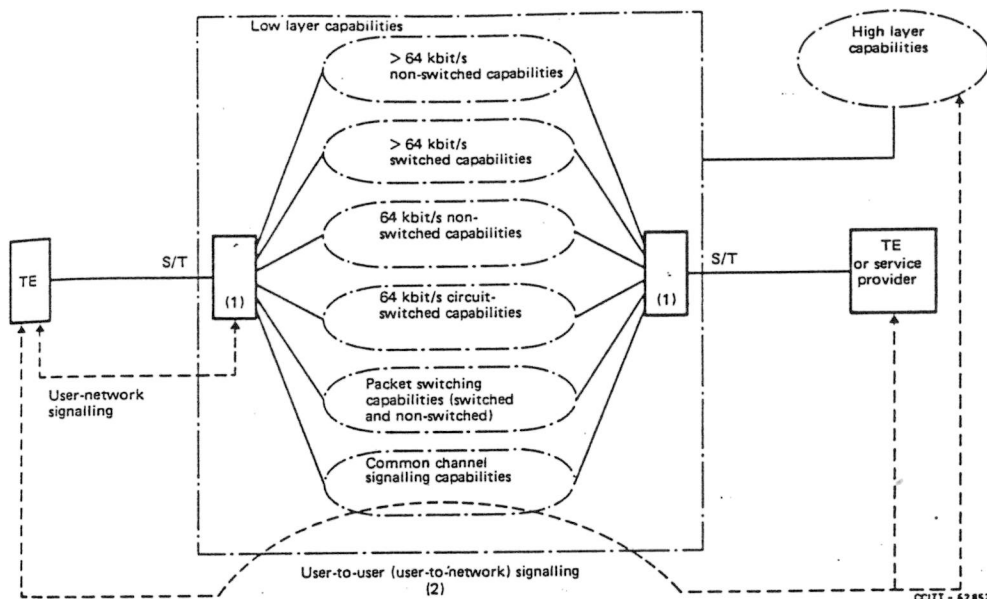 Low layer capabilities
High layer
capabilities
> 64 kbit/s
non-switched capabilities
> 64 kbit/s
switched capabilities
64 kbit/s non-
switched capabilities
64 kbit/s circuit-
switched capabilities
Packet switching
capabilities (switched
and non-switched)
Common channel
signalling capabilities
TE
S/T
(1)
(1)
S/T
TE
or service
provider
User-network
signalling
User-to-user (user-to-network) signalling
(2)